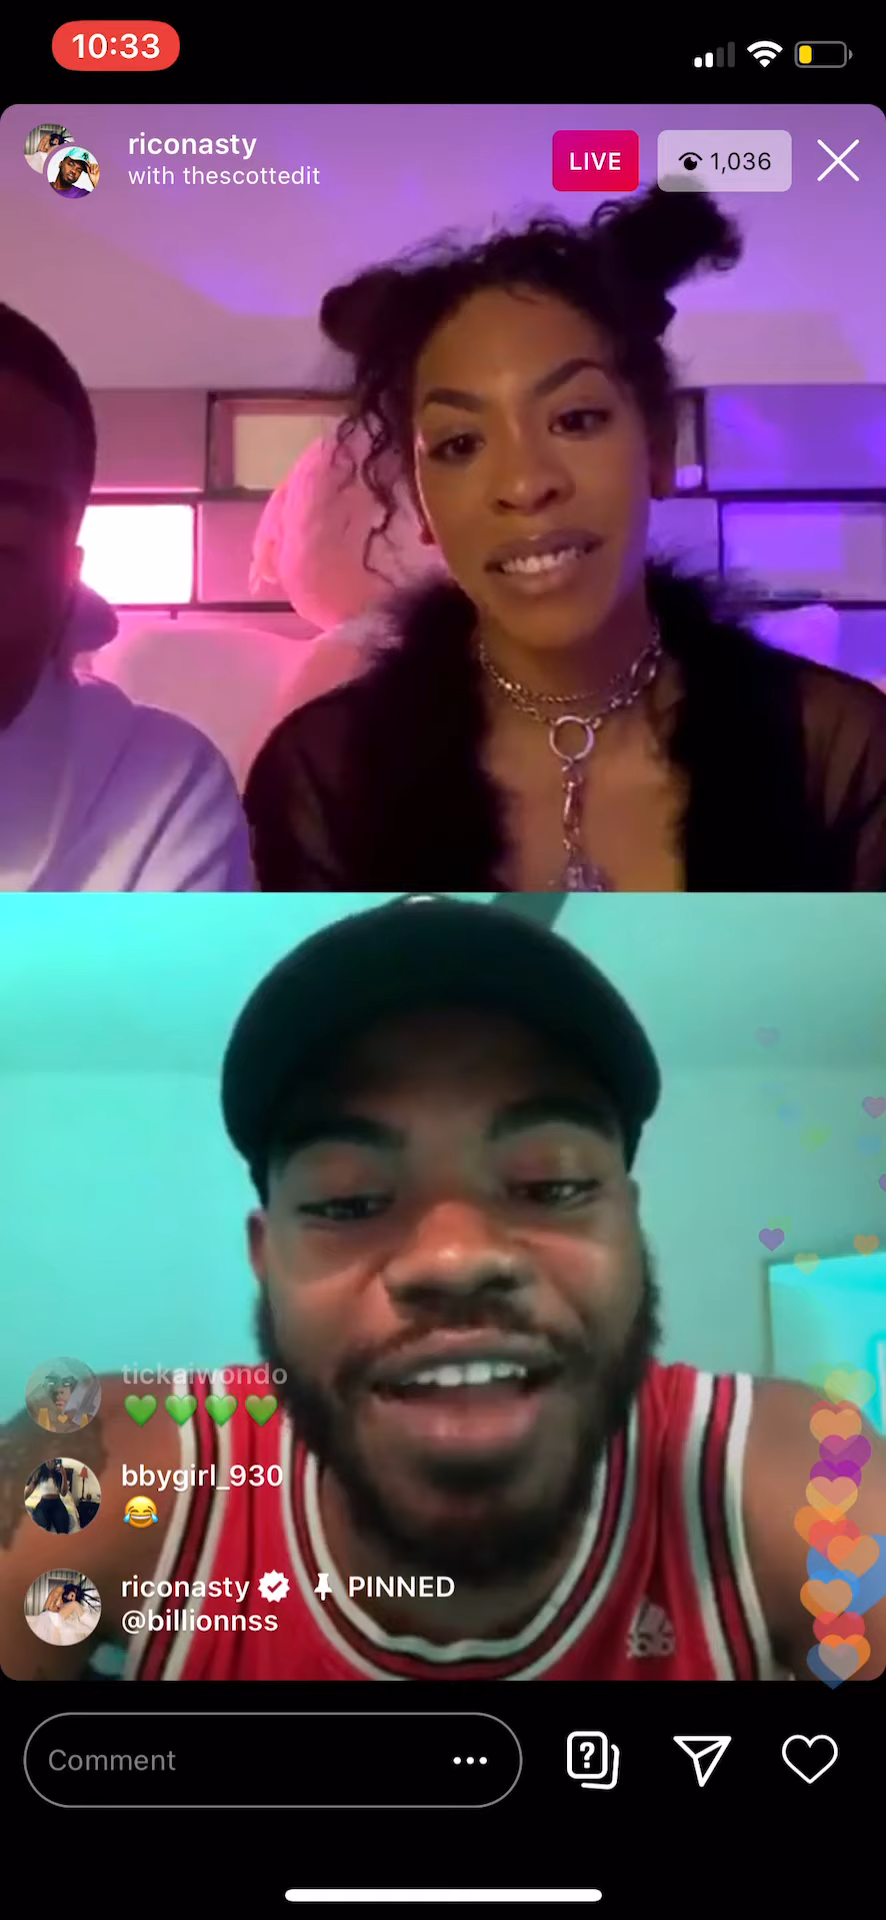 10:33
riconasty
with thescottedit
LIVE
1,036
tickaiwondo
💚💚💚💚
bbygirl_930
😂
riconasty PINNED
@billionnss
Comment